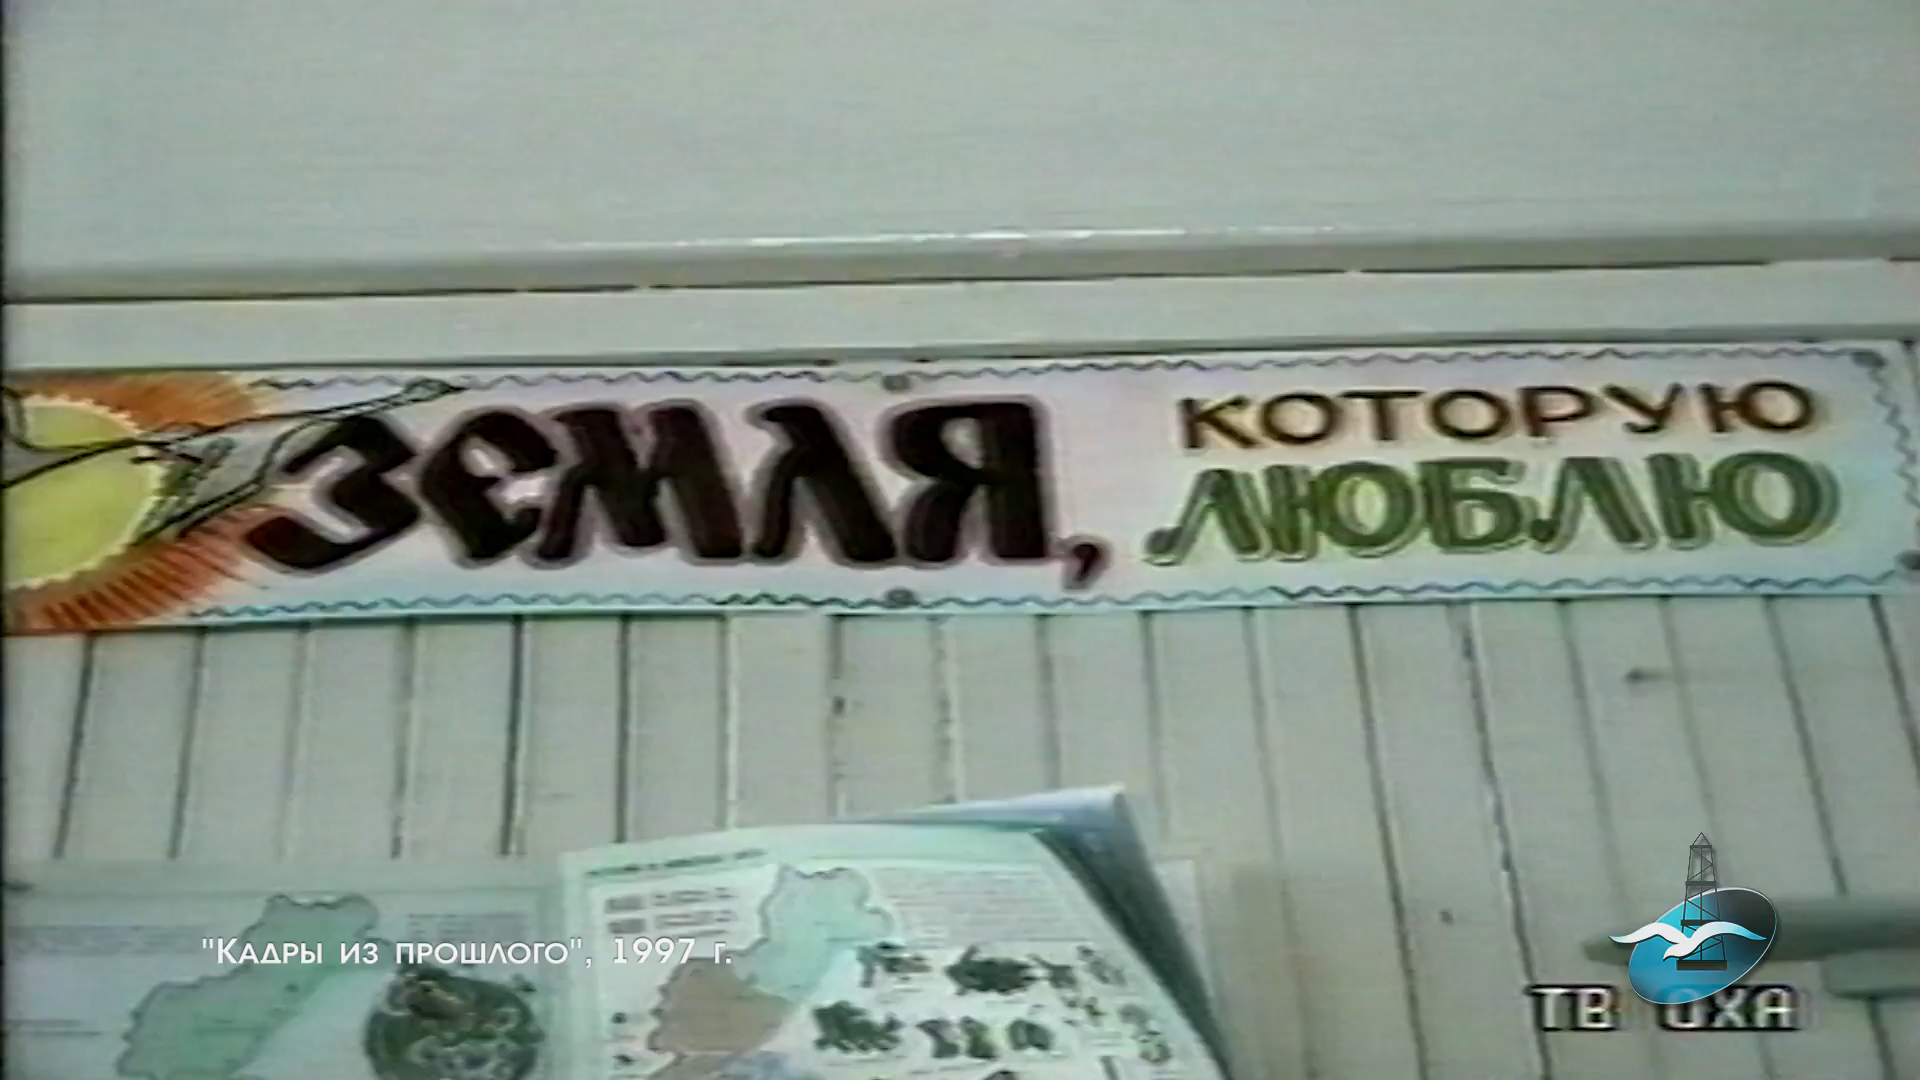 Земля,
КОТОРУЮ
ЛЮБЛЮ
"Кадры из прошлого", 1997 г.
ТВ ОХА